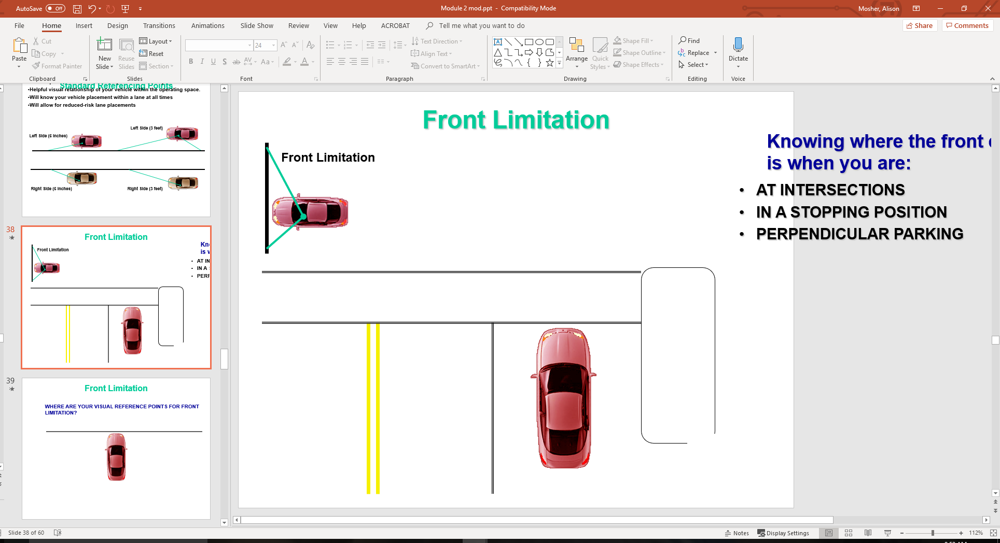 AutoSave Off
Module 2 mod.ppt - Compatibility Mode
Mosher, Alison
File Home Insert Design Transitions Animations Slide Show Review View Help ACROBAT Tell me what you want to do
Share Comments
Paste
Cut
Copy
Format Painter
Clipboard
New
Slide
Reuse
Slides
Layout
Reset
Section
Slides
24
B I U S ab AV Aa A
Font
Text Direction
Align Text
Convert to SmartArt
Paragraph
Arrange
Quick
Styles
Shape Fill
Shape Outline
Shape Effects
Drawing
Find
Replace
Select
Editing
Dictate
Voice
Standard Referencing Points
•Helpful visual relationship of your vehicle within the operating space.
•Will know your vehicle placement within a lane at all times
•Will allow for reduced-risk lane placements
Left Side (3 feet)
Left Side (6 inches)
Right Side (6 inches)
Right Side (3 feet)
38
Front Limitation
Front Limitation
Kn
is w
• AT IN
• IN A
• PERF
39
Front Limitation
WHERE ARE YOUR VISUAL REFERENCE POINTS FOR FRONT
LIMITATION?
Front Limitation
Front Limitation
Knowing where the front
is when you are:
• AT INTERSECTIONS
• IN A STOPPING POSITION
• PERPENDICULAR PARKING
Slide 38 of 60
Notes Display Settings 112%